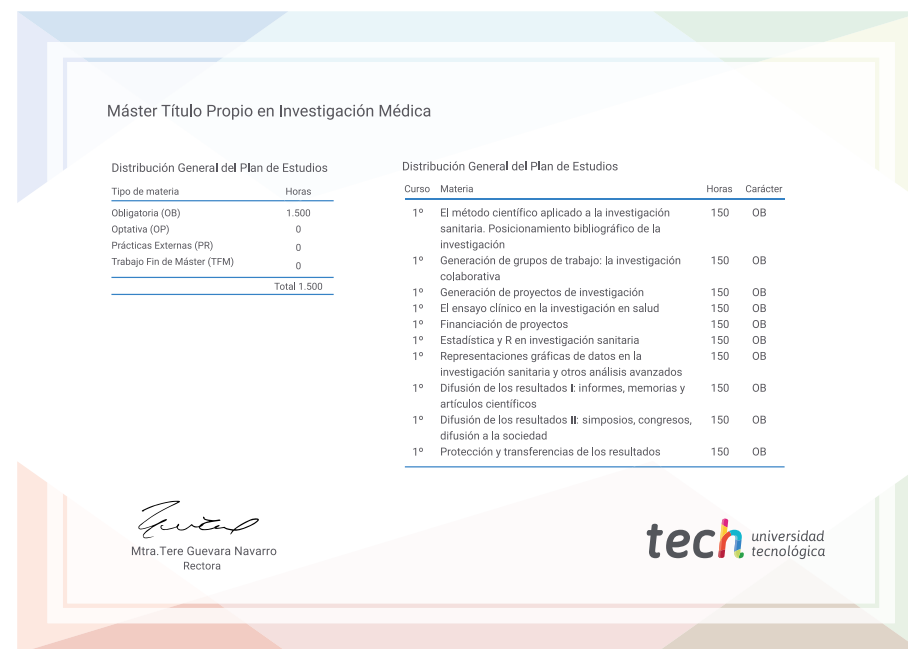 Máster Título Propio en Investigación Médica
Distribución General del Plan de Estudios
Tipo de materia Horas
Obligatoria (OB) 1.500
Optativa (OP) 0
Prácticas Externas (PR) 0
Trabajo Fin de Máster (TFM) 0
Total 1.500
Distribución General del Plan de Estudios
Curso Materia Horas Carácter
1º El método científico aplicado a la investigación 150 OB
sanitaria. Posicionamiento bibliográfico de la
investigación
1º Generación de grupos de trabajo: la investigación 150 OB
colaborativa
1º Generación de proyectos de investigación 150 OB
1º El ensayo clínico en la investigación en salud 150 OB
1º Financiación de proyectos 150 OB
1º Estadística y R en investigación sanitaria 150 OB
1º Representaciones gráficas de datos en la 150 OB
investigación sanitaria y otros análisis avanzados
1º Difusión de los resultados I: informes, memorias y 150 OB
artículos científicos
1º Difusión de los resultados II: simposios, congresos, 150 OB
difusión a la sociedad
1º Protección y transferencias de los resultados 150 OB
Mtra.Tere Guevara Navarro
Rectora
tech universidad
tecnológica